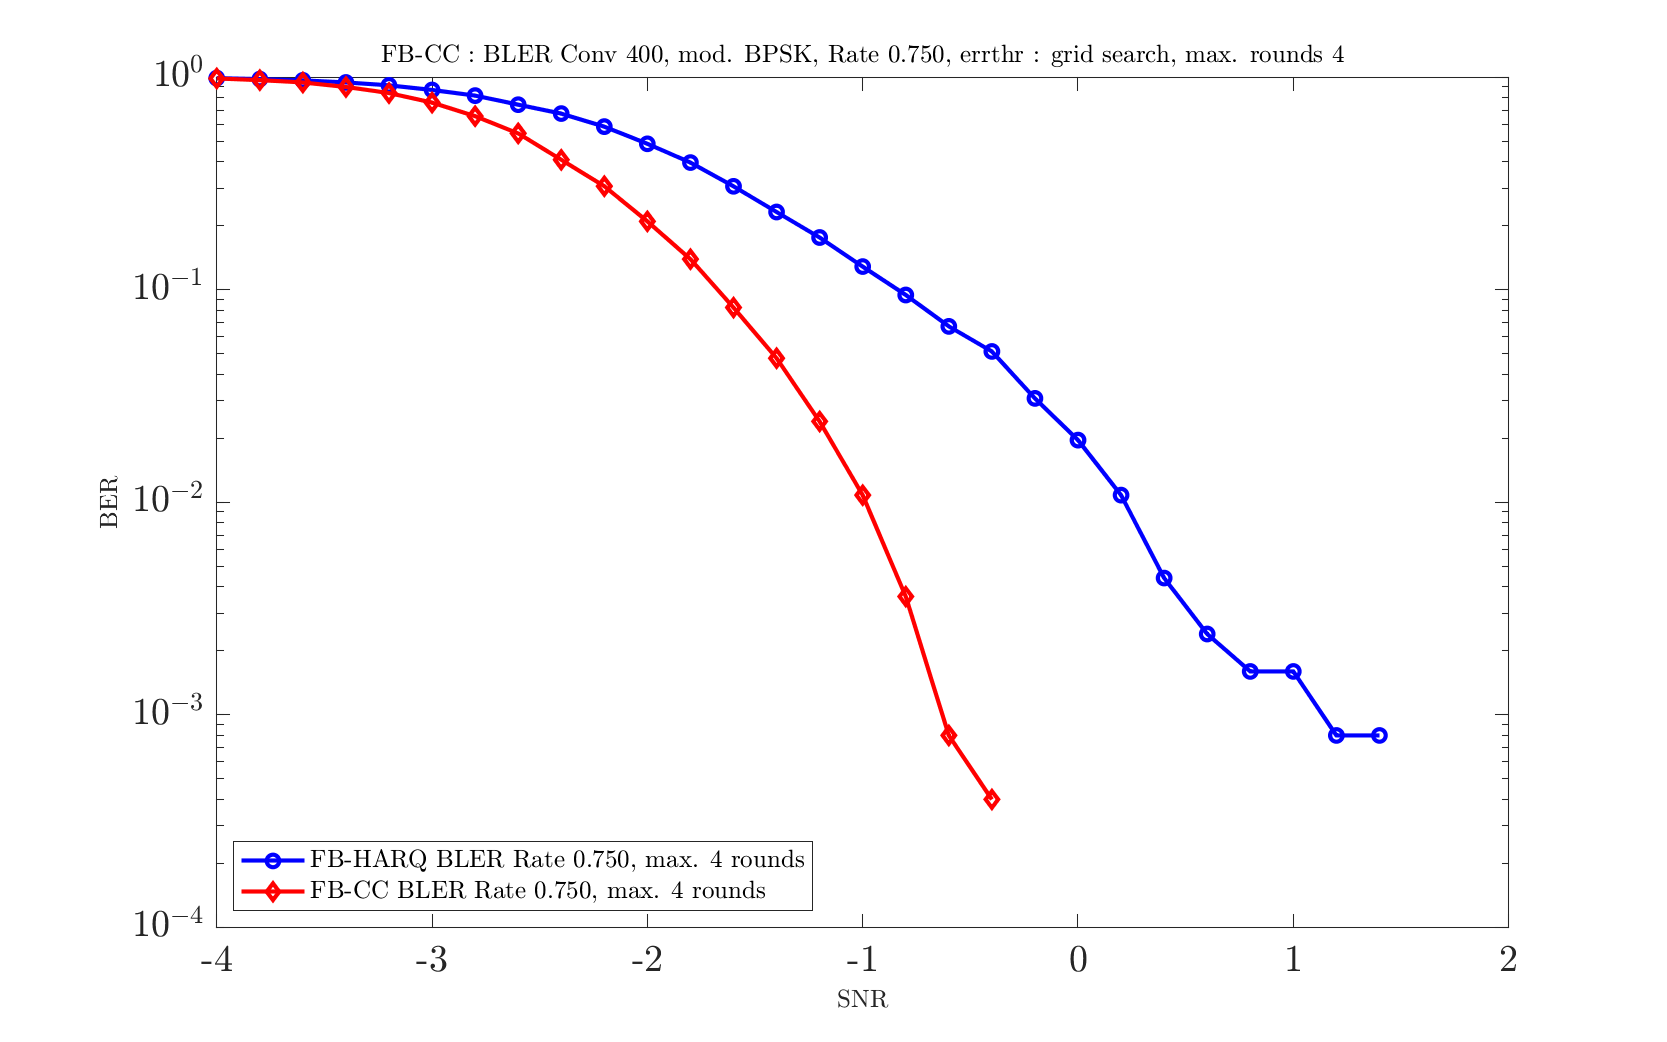 FB-CC : BLER Conv 400, mod. BPSK, Rate 0.750, errthr : grid search, max. rounds 4
10^0
10^-1
10^-2
10^-3
10^-4
BER
FB-HARQ BLER Rate 0.750, max. 4 rounds
FB-CC BLER Rate 0.750, max. 4 rounds
-4 -3 -2 -1 0 1 2
SNR